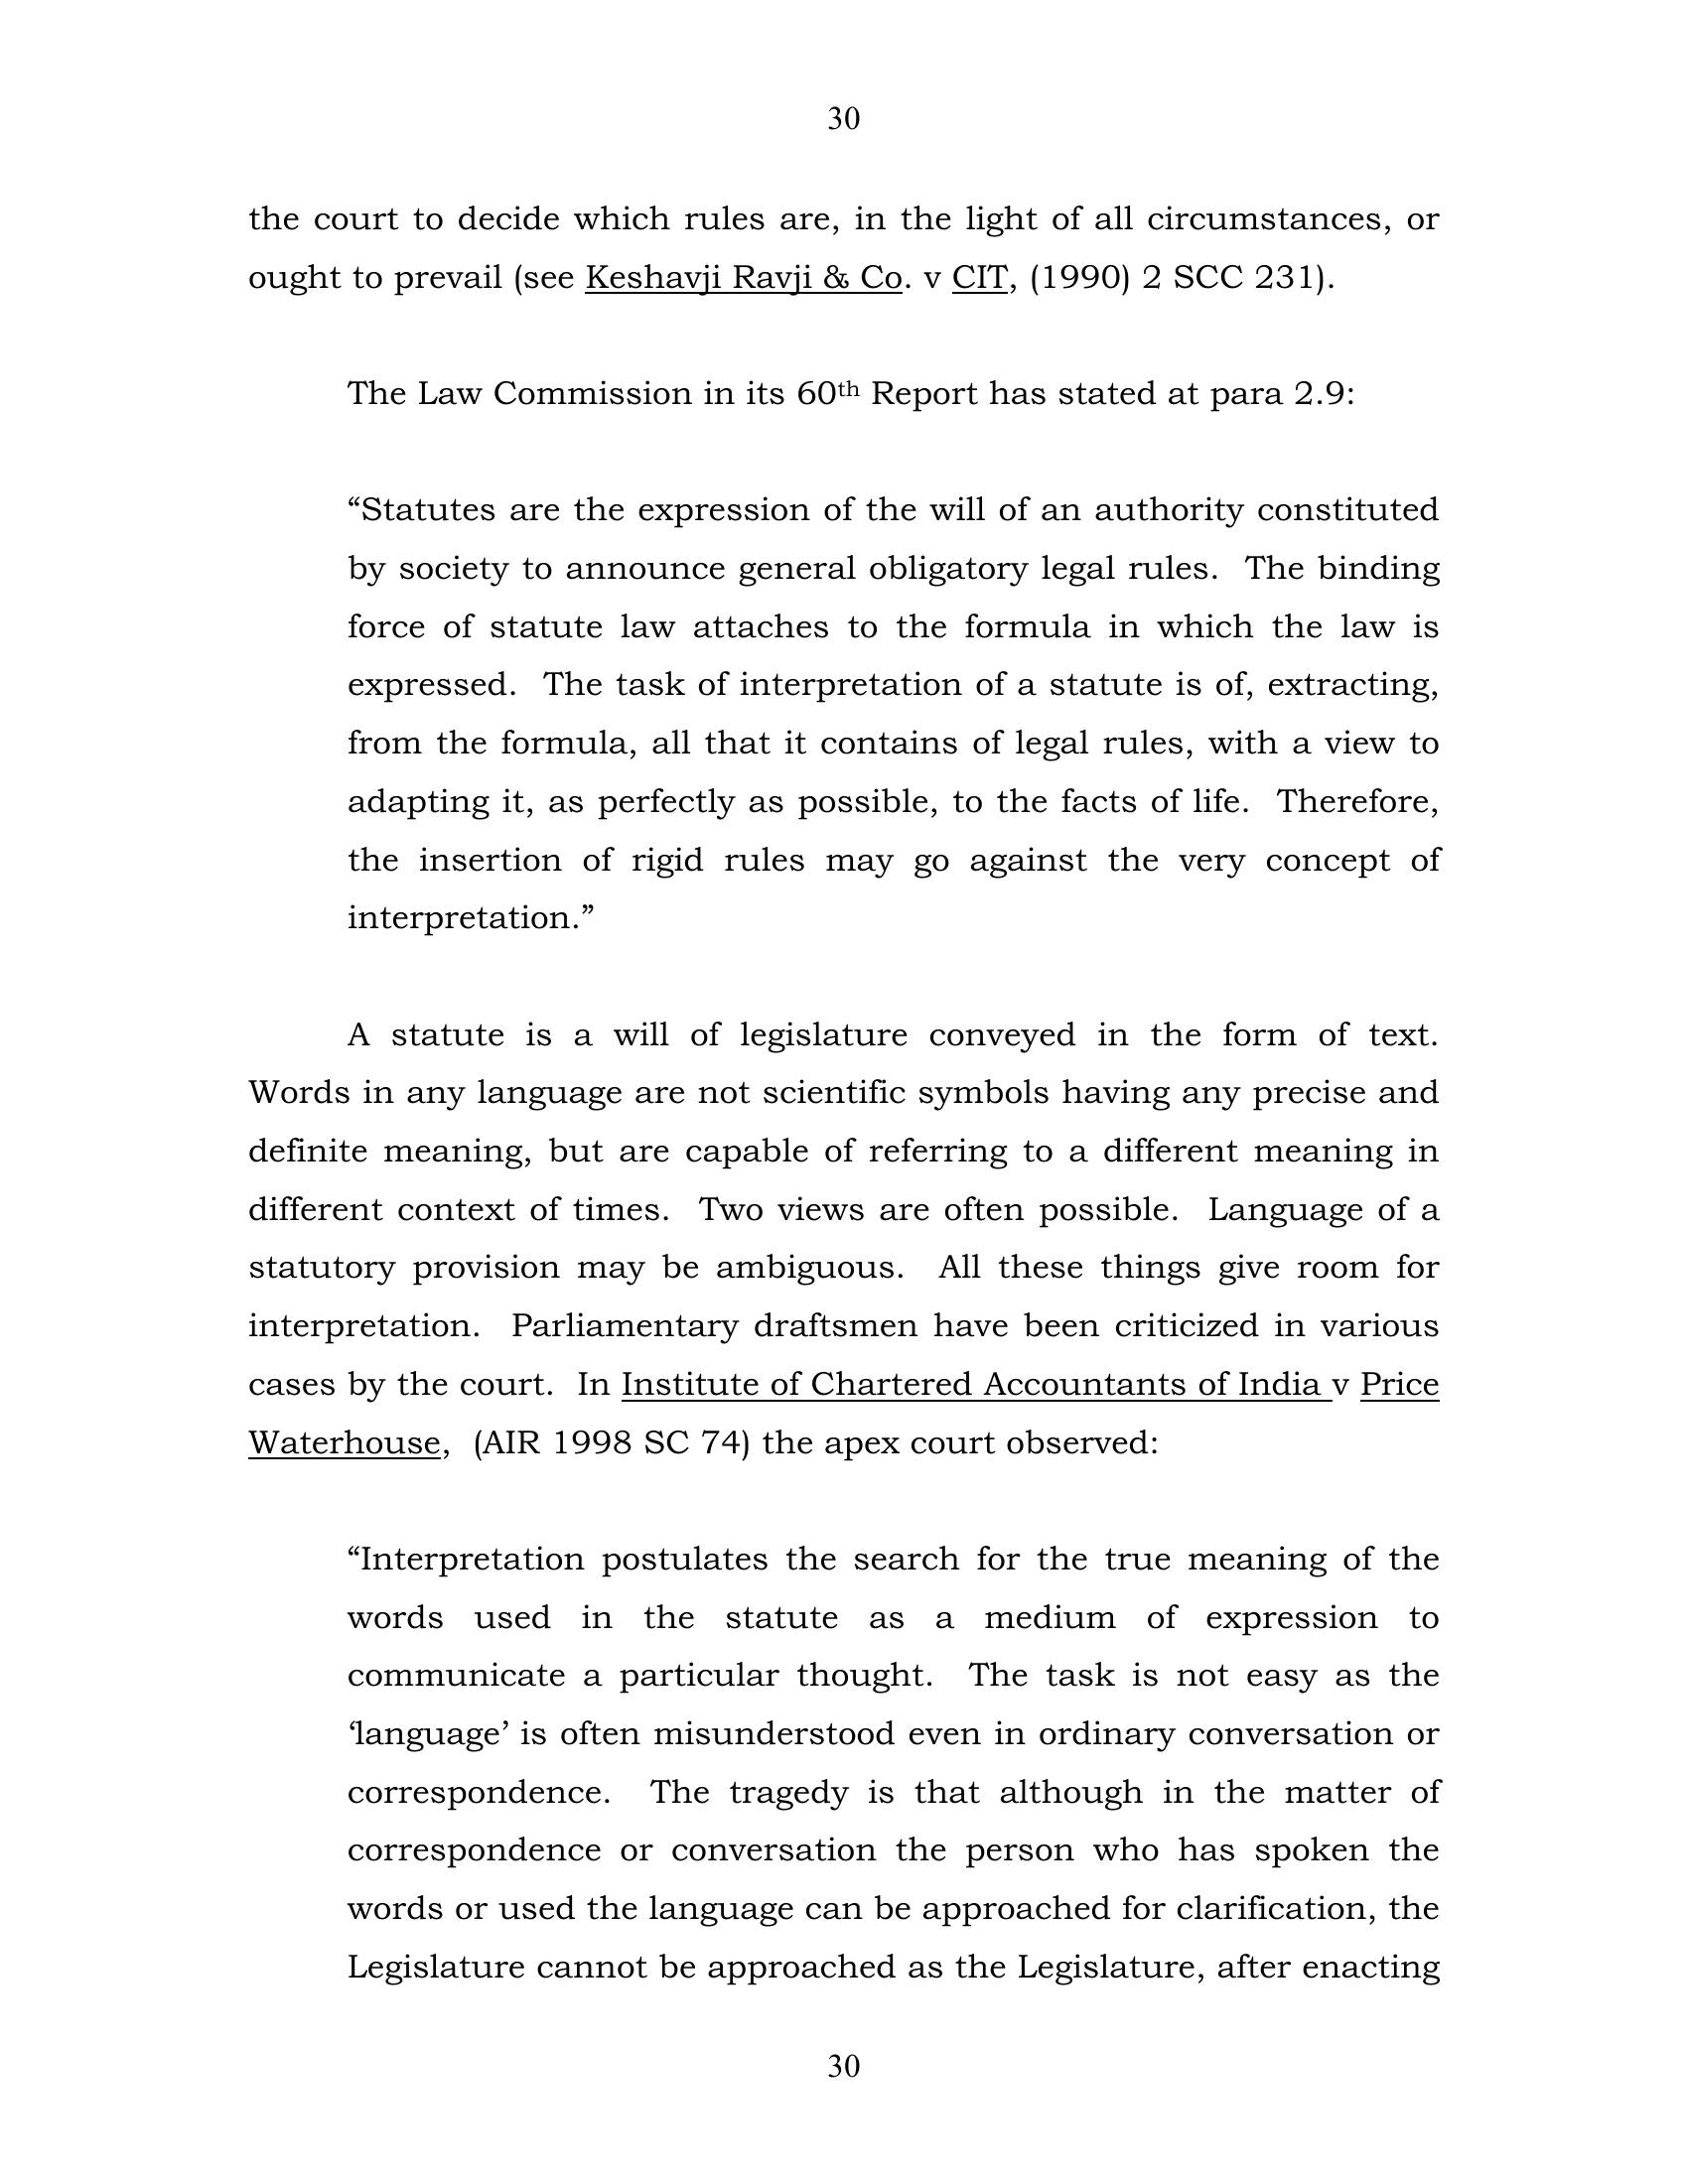 30
the court to decide which rules are, in the light of all circumstances, or
ought to prevail (see Keshavji Ravji & Co. v CIT, (1990) 2 SCC 231).
The Law Commission in its 60th Report has stated at para 2.9:
“Statutes are the expression of the will of an authority constituted
by society to announce general obligatory legal rules. The binding
force of statute law attaches to the formula in which the law is
expressed. The task of interpretation of a statute is of, extracting,
from the formula, all that it contains of legal rules, with a view to
adapting it, as perfectly as possible, to the facts of life. Therefore,
the insertion of rigid rules may go against the very concept of
interpretation.”
A statute is a will of legislature conveyed in the form of text.
Words in any language are not scientific symbols having any precise and
definite meaning, but are capable of referring to a different meaning in
different context of times. Two views are often possible. Language of a
statutory provision may be ambiguous. All these things give room for
interpretation. Parliamentary draftsmen have been criticized in various
cases by the court. In Institute of Chartered Accountants of India v Price
Waterhouse, (AIR 1998 SC 74) the apex court observed:
“Interpretation postulates the search for the true meaning of the
words used in the statute as a medium of expression to
communicate a particular thought. The task is not easy as the
‘language’ is often misunderstood even in ordinary conversation or
correspondence. The tragedy is that although in the matter of
correspondence or conversation the person who has spoken the
words or used the language can be approached for clarification, the
Legislature cannot be approached as the Legislature, after enacting
30